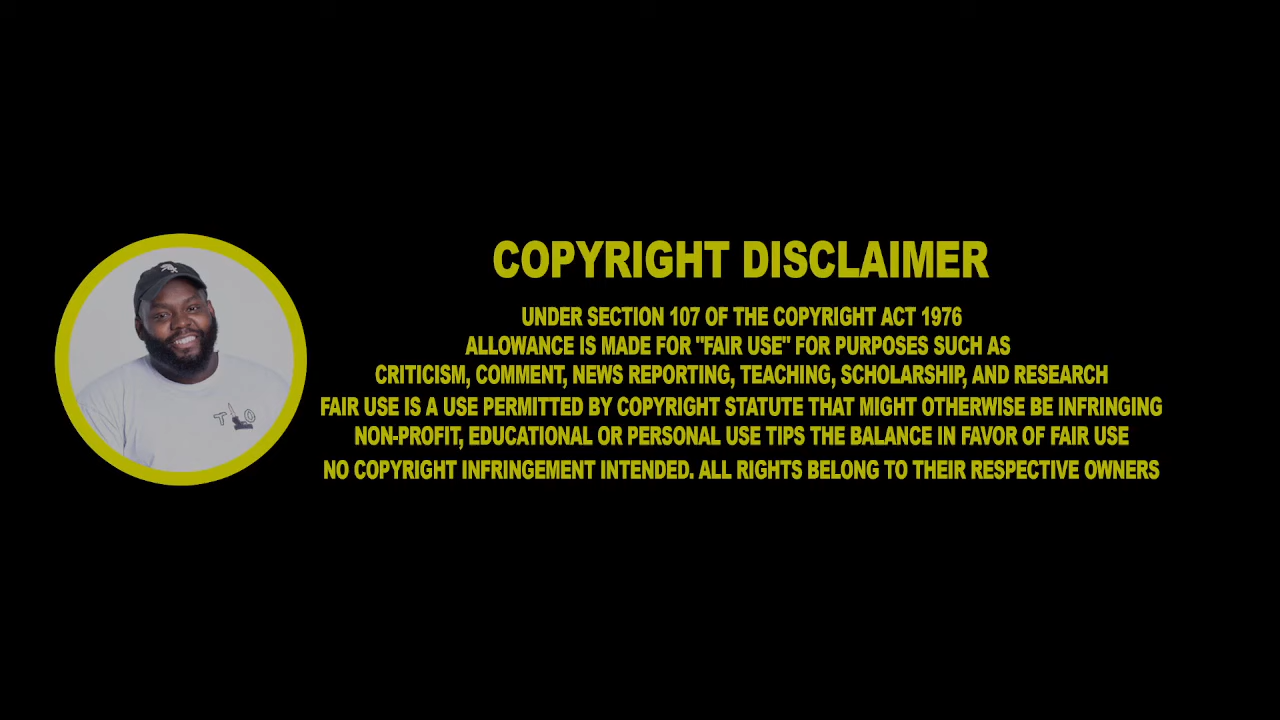 COPYRIGHT DISCLAIMER
UNDER SECTION 107 OF THE COPYRIGHT ACT 1976
ALLOWANCE IS MADE FOR "FAIR USE" FOR PURPOSES SUCH AS
CRITICISM, COMMENT, NEWS REPORTING, TEACHING, SCHOLARSHIP, AND RESEARCH
FAIR USE IS A USE PERMITTED BY COPYRIGHT STATUTE THAT MIGHT OTHERWISE BE INFRINGING
NON-PROFIT, EDUCATIONAL OR PERSONAL USE TIPS THE BALANCE IN FAVOR OF FAIR USE
NO COPYRIGHT INFRINGEMENT INTENDED. ALL RIGHTS BELONG TO THEIR RESPECTIVE OWNERS